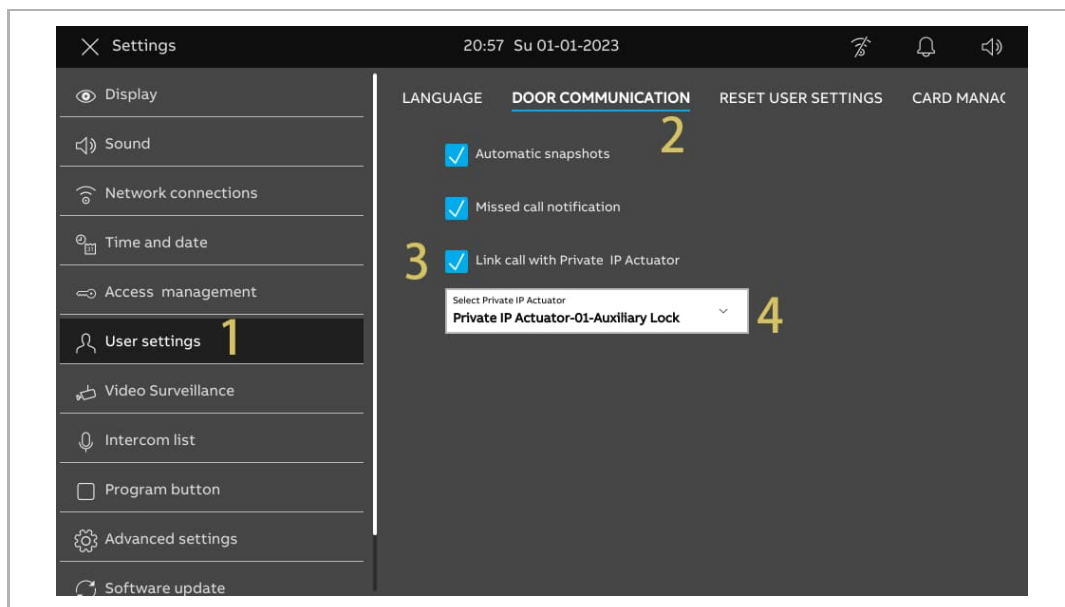 Settings
20:57 Su 01-01-2023
Display
Sound
Network connections
Time and date
Access management
User settings
1
Video Surveillance
Intercom list
Program button
Advanced settings
Software update
LANGUAGE DOOR COMMUNICATION RESET USER SETTINGS CARD MANAC
2
Automatic snapshots
Missed call notification
3
Link call with Private IP Actuator
Select Private IP Actuator
Private IP Actuator-01-Auxiliary Lock
4